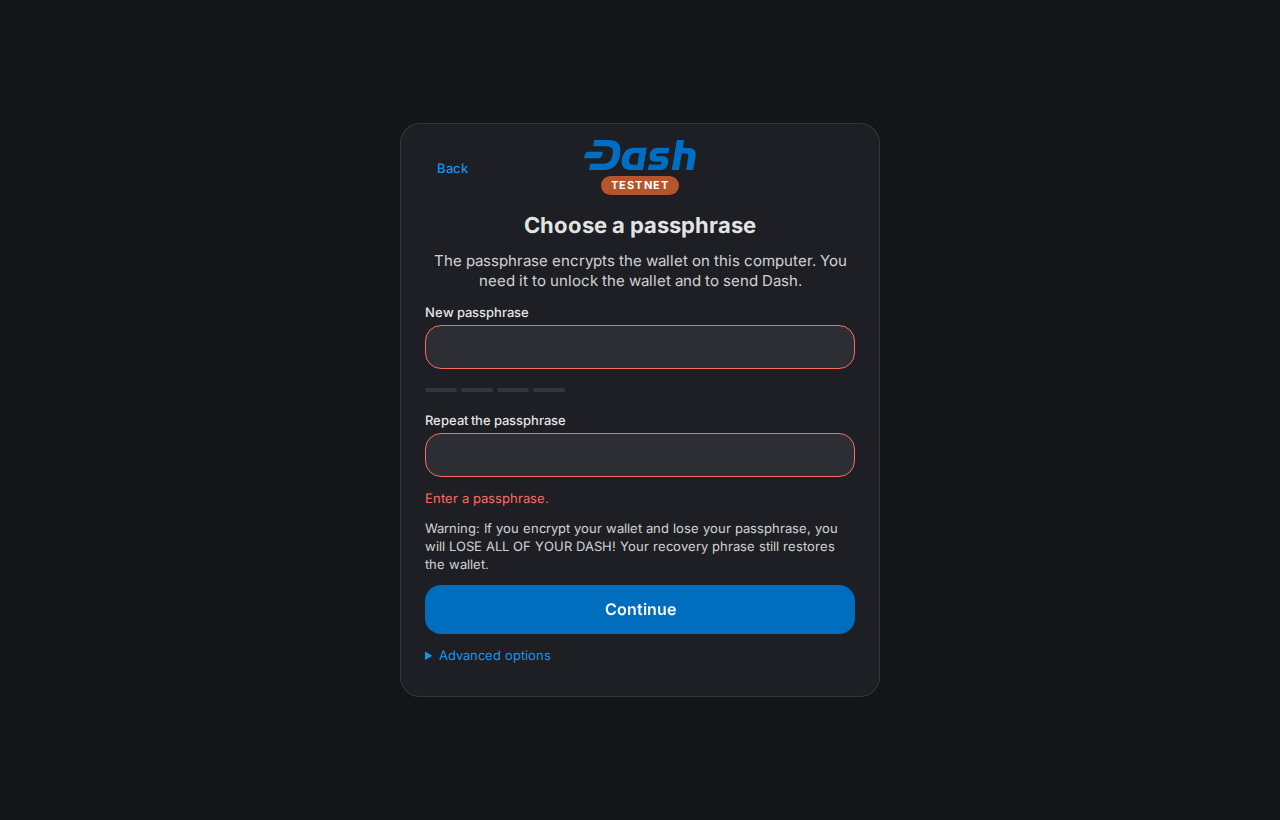 Back
Dash
TESTNET
Choose a passphrase
The passphrase encrypts the wallet on this computer. You
need it to unlock the wallet and to send Dash.
New passphrase
Repeat the passphrase
Enter a passphrase.
Warning: If you encrypt your wallet and lose your passphrase, you
will LOSE ALL OF YOUR DASH! Your recovery phrase still restores
the wallet.
Continue
Advanced options